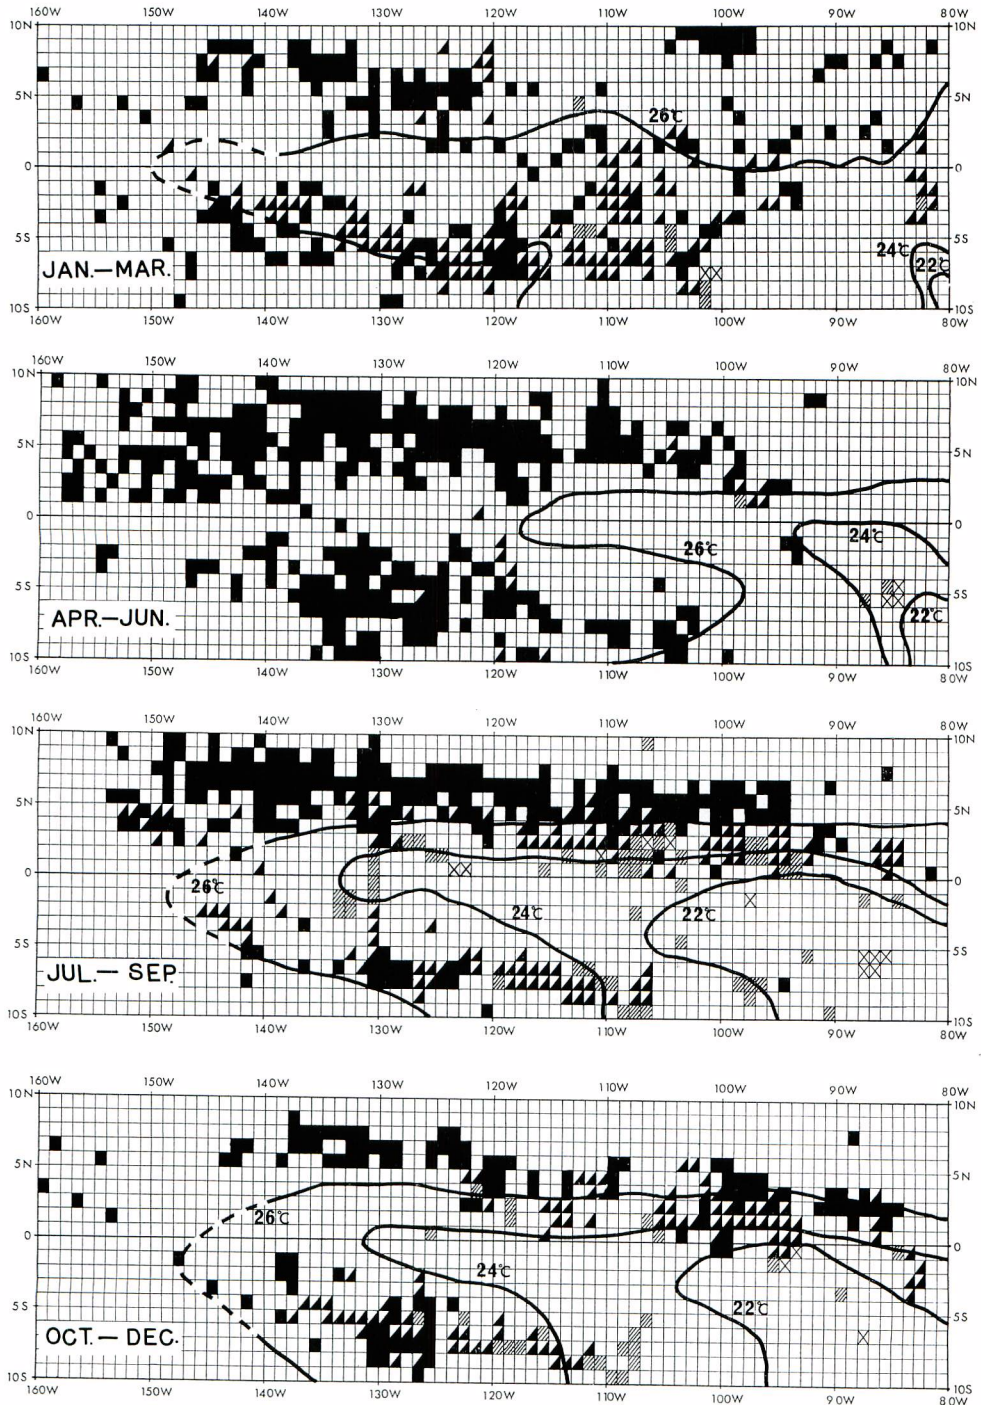 160W 150W 140W 130W 120W 110W 100W 90W 80W
10N 10N
5N 5N
26°C
0 0
5S 5S
24°C
22°C
JAN.—MAR.
10S 10S
160W 150W 140W 130W 120W 110W 100W 90W 80W
160W 150W 140W 130W 120W 110W 100W 90W 80W
10N 10N
5N 5N
0 0
24°C
26°C
5S 5S
22°C
APR.—JUN.
10S 10S
160W 150W 140W 130W 120W 110W 100W 90W 80W
160W 150W 140W 130W 120W 110W 100W 90W 80W
10N 10N
5N 5N
0 0
26°C
24°C 22°C
5S 5S
JUL.— SEP.
10S 10S
160W 150W 140W 130W 120W 110W 100W 90W 80W
160W 150W 140W 130W 120W 110W 100W 90W 80W
10N 10N
5N 5N
26°C
0 0
24°C
22°C
5S 5S
OCT.— DEC.
10S 10S
160W 150W 140W 130W 120W 110W 100W 90W 80W